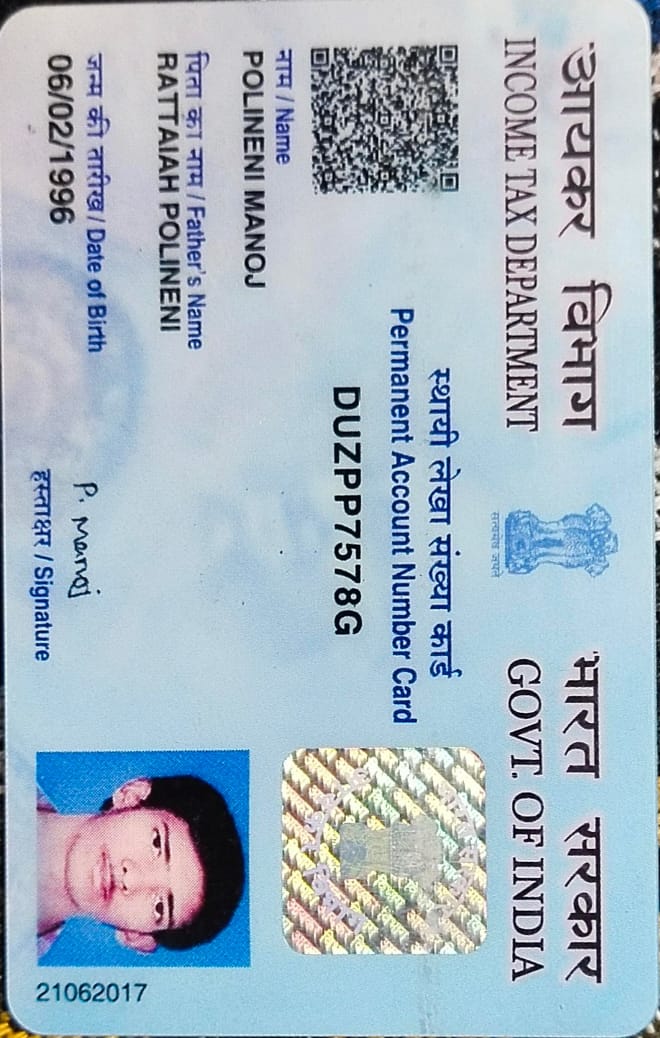 आयकर विभाग
INCOME TAX DEPARTMENT
सत्यमेव जयते
भारत सरकार
GOVT. OF INDIA
स्थायी लेखा संख्या कार्ड
Permanent Account Number Card
DUZPP7578G
नाम / Name
POLINENI MANOJ
पिता का नाम / Father's Name
RATTAIAH POLINENI
जन्म की तारीख / Date of Birth
06/02/1996
P. Manoj
हस्ताक्षर / Signature
21062017